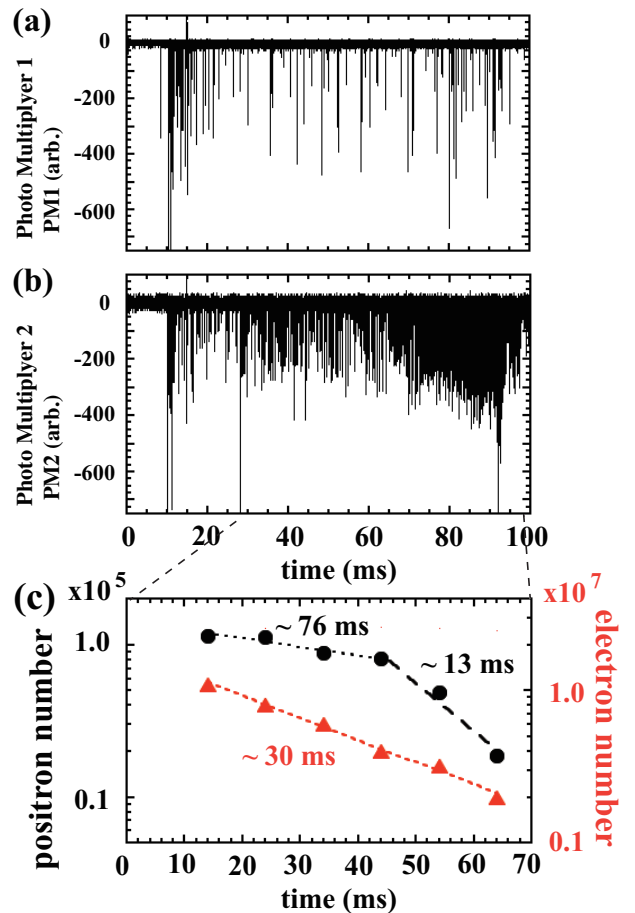 (a)
0
-200
-400
-600
Photo Multiplyer 1
PM1 (arb.)
(b)
0
-200
-400
-600
Photo Multiplyer 2
PM2 (arb.)
0 20 40 60 80 100
time (ms)
(c)
x10^5
x10^7
1.0
0.1
positron number
~ 76 ms
~ 13 ms
~ 30 ms
1.0
0.1
electron number
0 10 20 30 40 50 60 70
time (ms)